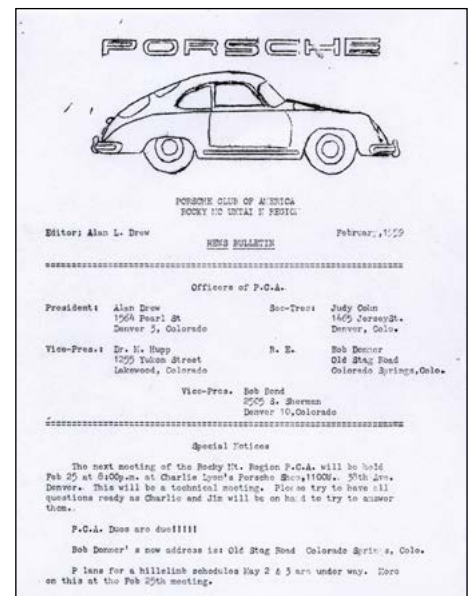 PORSCHE
PORSCHE CLUB OF AMERICA
ROCKY MOUNTAIN REGION
Editor; Alan L. Drew February, 1959
NEWS BULLETIN
Officers of P.C.A.
President: Alan Drew Sec-Tres: Judy Cohn
1564 Pearl St 1465 JerseySt.
Denver 3, Colorado Denver, Colo.
Vice-Pres.: Dr. M. Hupp R. E. Bob Donner
1255 Yukon Street Old Stag Road
Lakewood, Colorado Colorado Springs,Colo.
Vice-Pres. Bob Bond
2505 S. Sherman
Denver 10,Colorado
Special Notices
The next meeting of the Rocky Mt. Region P.C.A. will be held
Feb 25 at 8:00p.m. at Charlie Lyon's Porsche Shop,1100W. 38th Ave.
Denver. This will be a technical meeting. Please try to have all
questions ready as Charlie and Jim will be on hand to try to answer
them.
P.C.A. Dues are due!!!!!
Bob Donner' s new address is: Old Stag Road Colorado Springs, Colo.
P lans for a hillclimb schedules May 2 & 3 are under way. More
on this at the Feb 25th meeting.